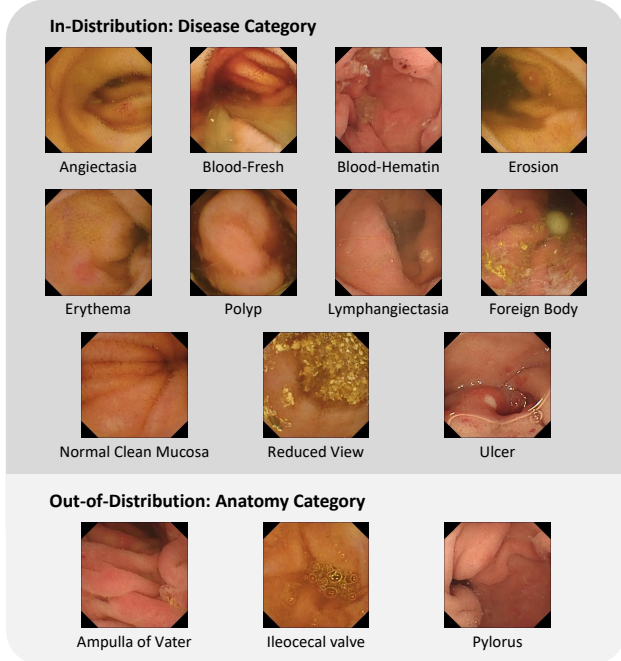 In-Distribution: Disease Category
Angiectasia
Blood-Fresh
Blood-Hematin
Erosion
Erythema
Polyp
Lymphangiectasia
Foreign Body
Normal Clean Mucosa
Reduced View
Ulcer
Out-of-Distribution: Anatomy Category
Ampulla of Vater
Ileocecal valve
Pylorus